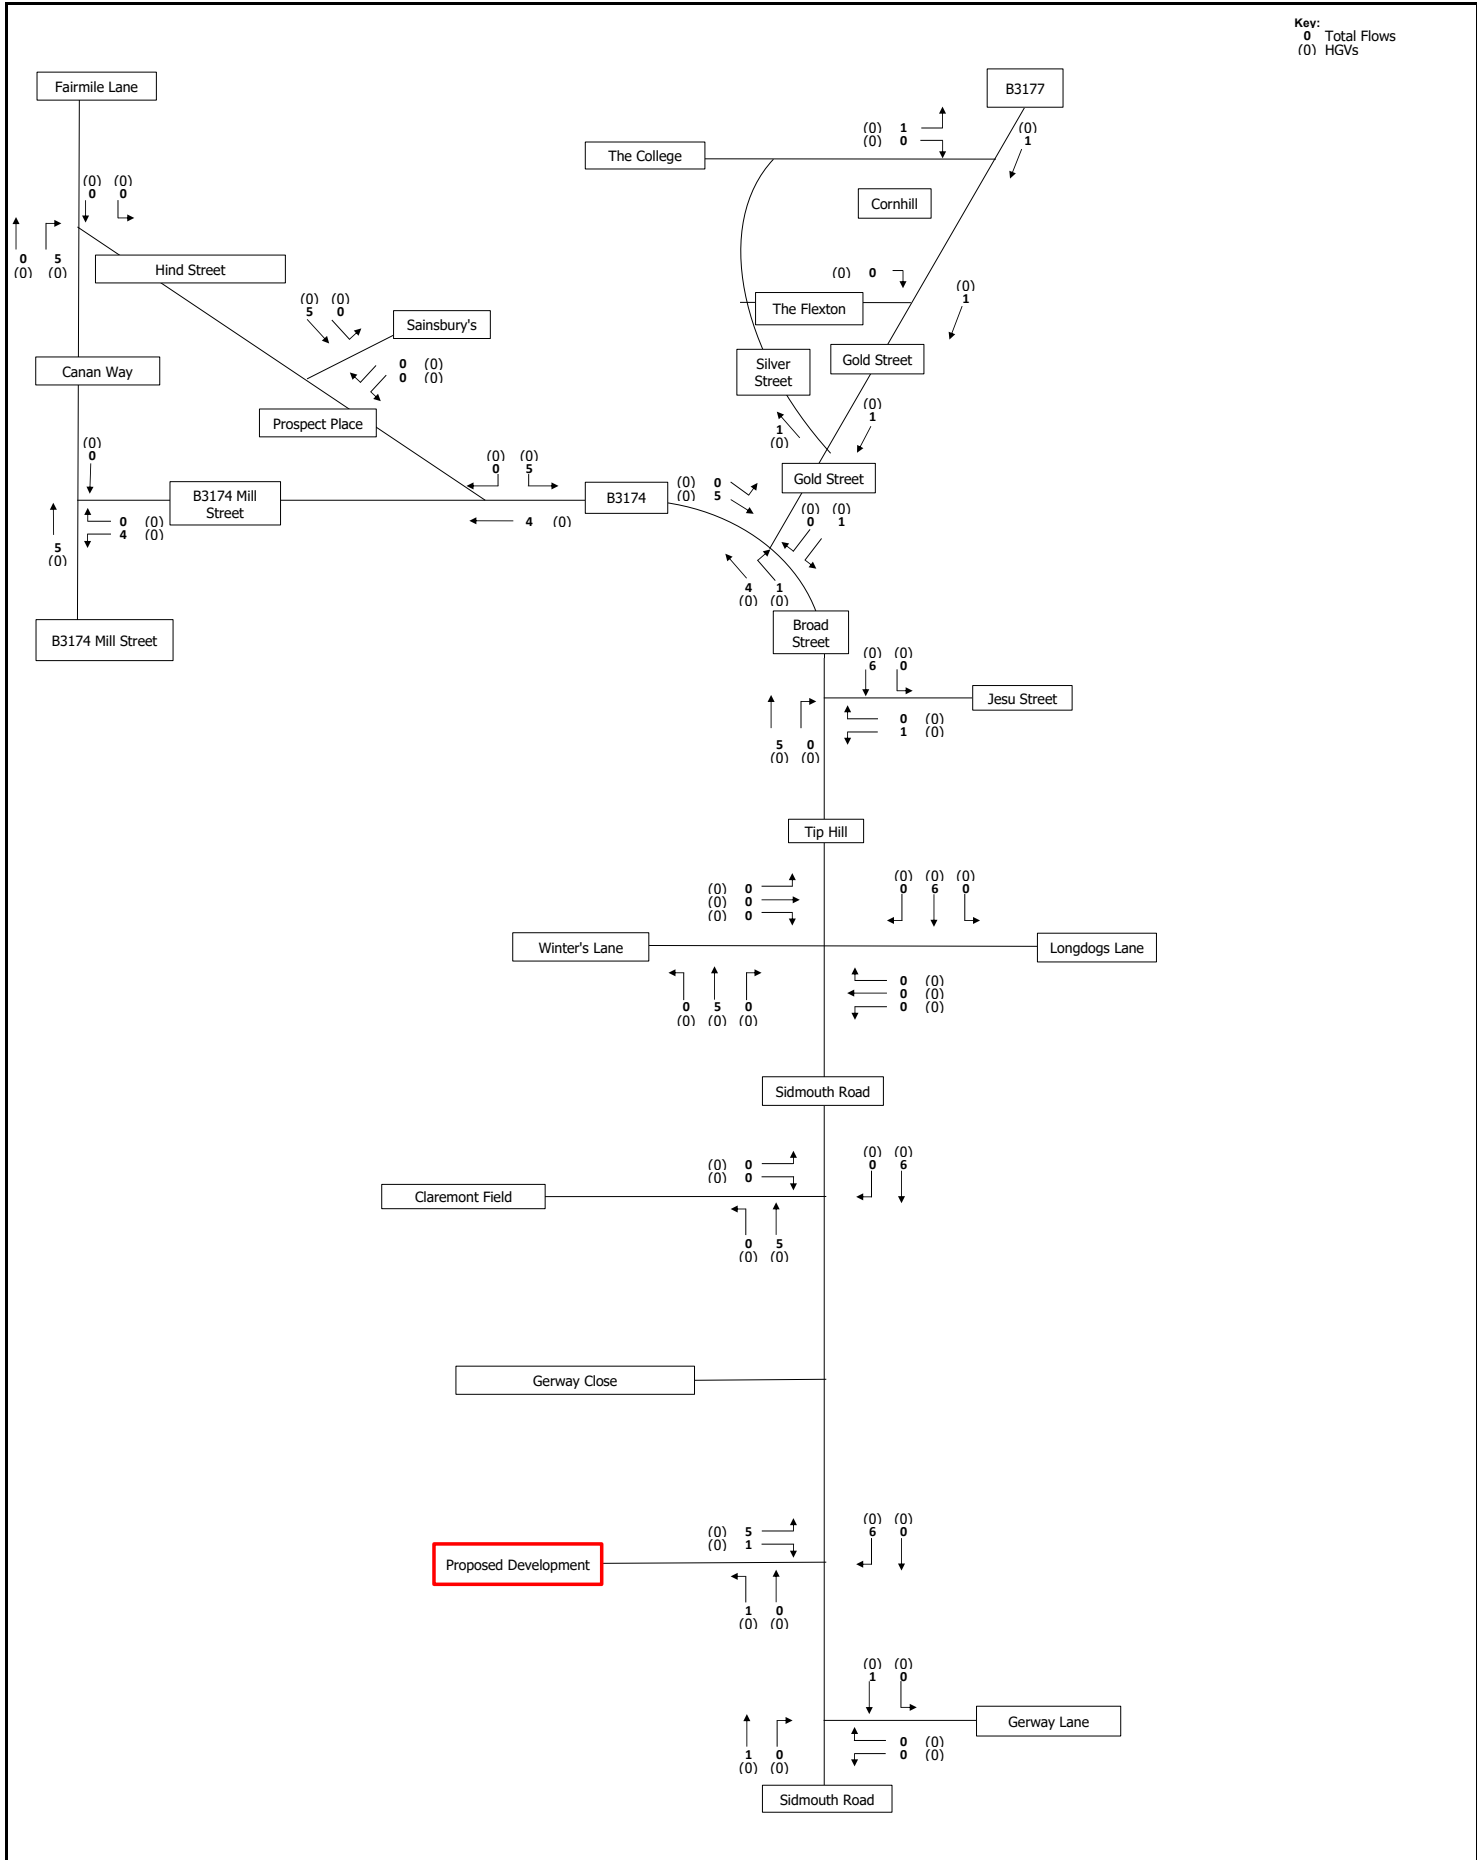 Key:
0 Total Flows
(0) HGVs
Fairmile Lane
B3177
(0) 1
(0) 0
(0)
1
The College
(0) (0)
0 0
Cornhill
0 5
(0) (0)
Hind Street
(0) 0
(0)
1
(0) (0)
5 0
Sainsbury's
The Flexton
Gold Street
Silver
Street
0 (0)
0 (0)
Canan Way
(0)
1
Prospect Place
1
(0)
(0)
0
(0) (0)
0 5
Gold Street
B3174 Mill
Street
B3174
(0) 0
(0) 5
(0) (0)
0 1
0 (0)
4 (0)
4 (0)
5
(0)
4 1
(0) (0)
B3174 Mill Street
Broad
Street
(0) (0)
6 0
Jesu Street
0 (0)
1 (0)
5 0
(0) (0)
Tip Hill
(0) 0
(0) 0
(0) 0
(0) (0) (0)
0 6 0
Winter's Lane
Longdogs Lane
0 (0)
0 (0)
0 (0)
0 5 0
(0) (0) (0)
Sidmouth Road
(0) 0
(0) 0
(0) (0)
0 6
Claremont Field
0 5
(0) (0)
Gerway Close
(0) 5
(0) 1
(0) (0)
6 0
Proposed Development
1 0
(0) (0)
(0) (0)
1 0
Gerway Lane
0 (0)
0 (0)
1 0
(0) (0)
Sidmouth Road